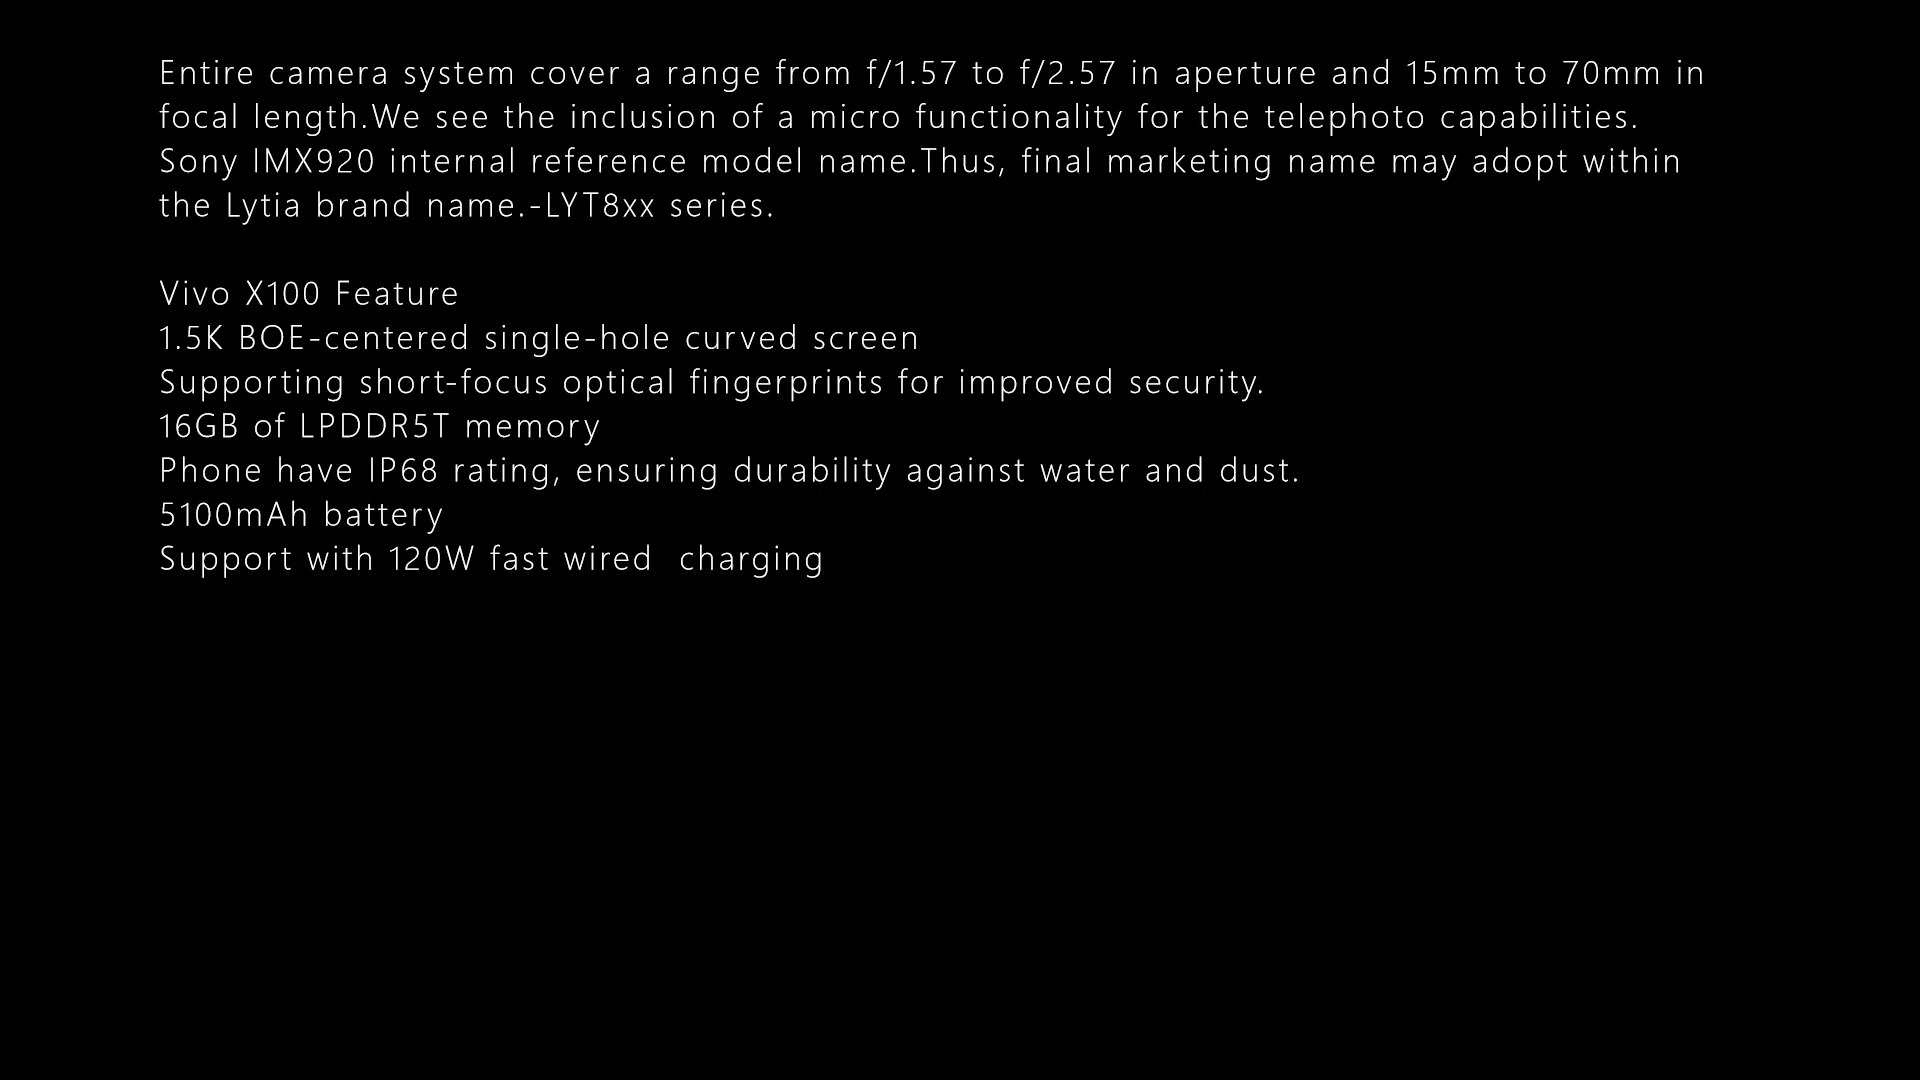 Entire camera system cover a range from f/1.57 to f/2.57 in aperture and 15mm to 70mm in
focal length.We see the inclusion of a micro functionality for the telephoto capabilities.
Sony IMX920 internal reference model name.Thus, final marketing name may adopt within
the Lytia brand name.-LYT8xx series.
Vivo X100 Feature
1.5K BOE-centered single-hole curved screen
Supporting short-focus optical fingerprints for improved security.
16GB of LPDDR5T memory
Phone have IP68 rating, ensuring durability against water and dust.
5100mAh battery
Support with 120W fast wired  charging